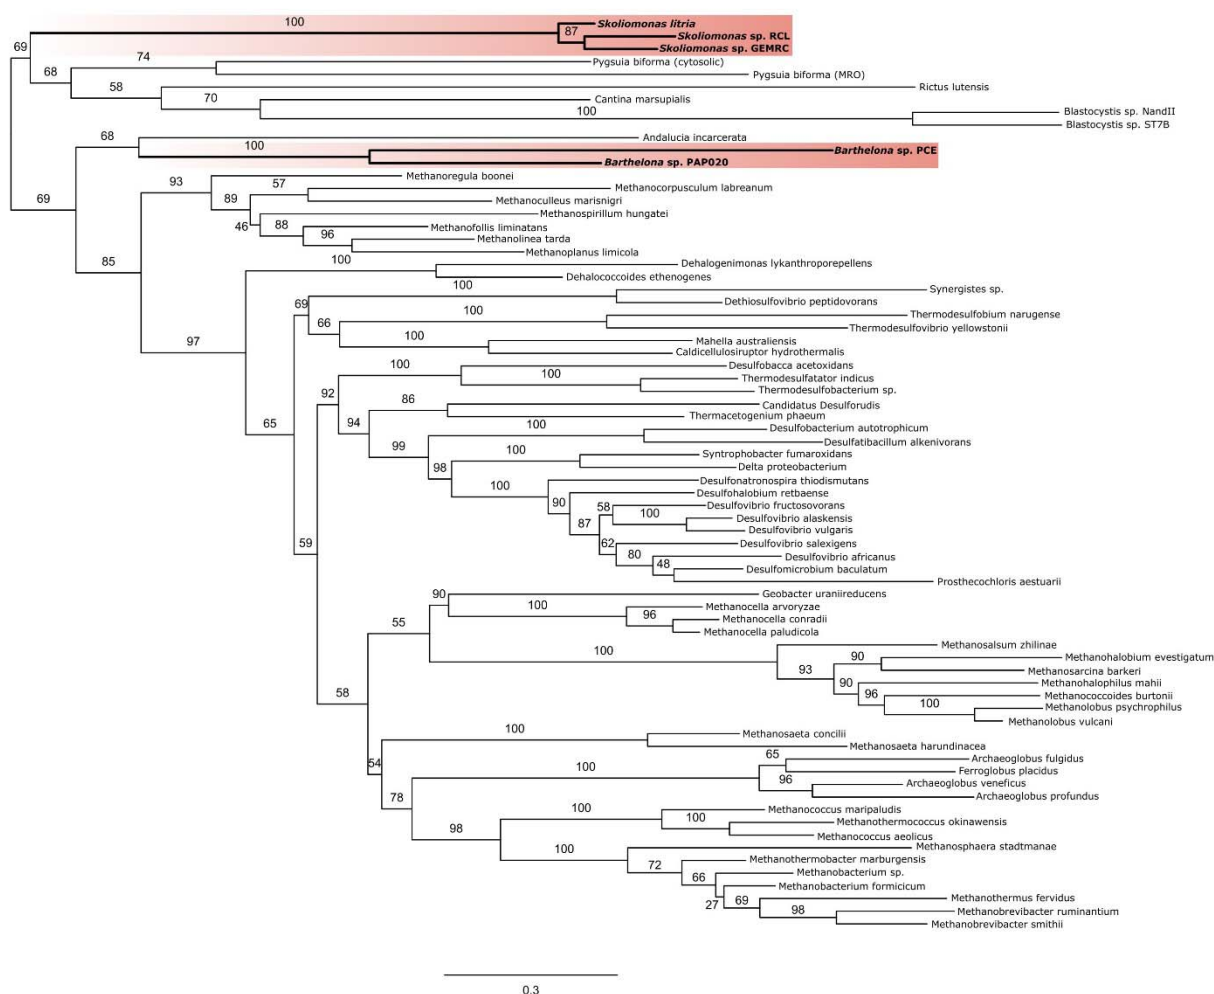 100
Skoliomonas litria
87
Skoliomonas sp. RCL
69
Skoliomonas sp. GEMRC
74
Pygsuia biforma (cytosolic)
68
Pygsuia biforma (MRO)
58
Rictus lutensis
70
Cantina marsupialis
100
Blastocystis sp. NandII
Blastocystis sp. ST7B
68
Andalucia incarcerata
100
Barthelona sp. PCE
Barthelona sp. PAP020
69
93
Methanoregula boonei
57
Methanocorpusculum labreanum
89
Methanoculleus marisnigri
46
Methanospirillum hungatei
88
Methanofollis liminatans
96
Methanolinea tarda
Methanoplanus limicola
85
100
Dehalogenimonas lykanthroporepellens
Dehalococcoides ethenogenes
100
Synergistes sp.
69
Dethiosulfovibrio peptidovorans
100
Thermodesulfobium narugense
66
Thermodesulfovibrio yellowstonii
97
100
Mahella australiensis
Caldicellulosiruptor hydrothermalis
100
Desulfobacca acetoxidans
100
Thermodesulfatator indicus
92
Thermodesulfobacterium sp.
86
Candidatus Desulforudis
94
Thermacetogenium phaeum
65
100
Desulfobacterium autotrophicum
99
Desulfatibacillum alkenivorans
100
Syntrophobacter fumaroxidans
98
Delta proteobacterium
100
Desulfonatronospira thiodismutans
90
Desulfohalobium retbaense
58
Desulfovibrio fructosovorans
87
100
Desulfovibrio alaskensis
Desulfovibrio vulgaris
62
Desulfovibrio salexigens
80
Desulfovibrio africanus
48
Desulfomicrobium baculatum
Prosthecochloris aestuarii
59
90
Geobacter uraniireducens
100
Methanocella arvoryzae
96
Methanocella conradii
55
Methanocella paludicola
100
Methanosalsum zhilinae
90
Methanohalobium evestigatum
93
Methanosarcina barkeri
90
Methanohalophilus mahii
96
Methanococcoides burtonii
58
100
Methanolobus psychrophilus
Methanolobus vulcani
100
Methanosaeta concilii
Methanosaeta harundinacea
54
65
Archaeoglobus fulgidus
100
Ferroglobus placidus
96
Archaeoglobus veneficus
78
Archaeoglobus profundus
100
Methanococcus maripaludis
100
Methanothermococcus okinawensis
98
Methanococcus aeolicus
100
Methanosphaera stadtmanae
72
Methanothermobacter marburgensis
66
Methanobacterium sp.
Methanobacterium formicicum
27
69
Methanothermus fervidus
98
Methanobrevibacter ruminantium
Methanobrevibacter smithii
0.3